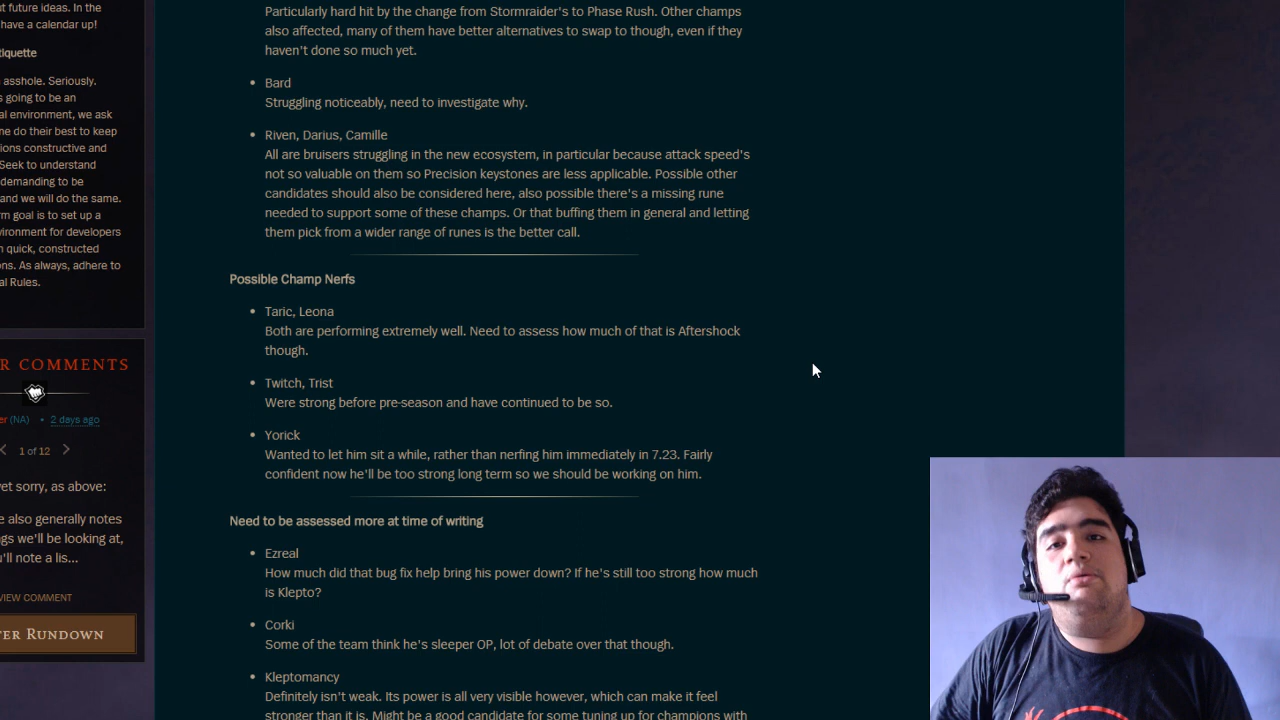 ut future ideas. In the
have a calendar up!
tiquette
asshole. Seriously.
s going to be an
al environment, we ask
me do their best to keep
ions constructive and
Seek to understand
demanding to be
and we will do the same.
rm goal is to set up a
vironment for developers
n quick, constructed
ons. As always, adhere to
al Rules.
R COMMENTS
er (NA) • 2 days ago
1 of 12
yet sorry, as above:
e also generally notes
ngs we'll be looking at,
u'll note a lis...
VIEW COMMENT
TER RUNDOWN
Particularly hard hit by the change from Stormraider's to Phase Rush. Other champs
also affected, many of them have better alternatives to swap to though, even if they
haven't done so much yet.
• Bard
Struggling noticeably, need to investigate why.
• Riven, Darius, Camille
All are bruisers struggling in the new ecosystem, in particular because attack speed's
not so valuable on them so Precision keystones are less applicable. Possible other
candidates should also be considered here, also possible there's a missing rune
needed to support some of these champs. Or that buffing them in general and letting
them pick from a wider range of runes is the better call.
Possible Champ Nerfs
• Taric, Leona
Both are performing extremely well. Need to assess how much of that is Aftershock
though.
• Twitch, Trist
Were strong before pre-season and have continued to be so.
• Yorick
Wanted to let him sit a while, rather than nerfing him immediately in 7.23. Fairly
confident now he'll be too strong long term so we should be working on him.
Need to be assessed more at time of writing
• Ezreal
How much did that bug fix help bring his power down? If he's still too strong how much
is Klepto?
• Corki
Some of the team think he's sleeper OP, lot of debate over that though.
• Kleptomancy
Definitely isn't weak. Its power is all very visible however, which can make it feel
stronger than it is. Might be a good candidate for some tuning up for champions with